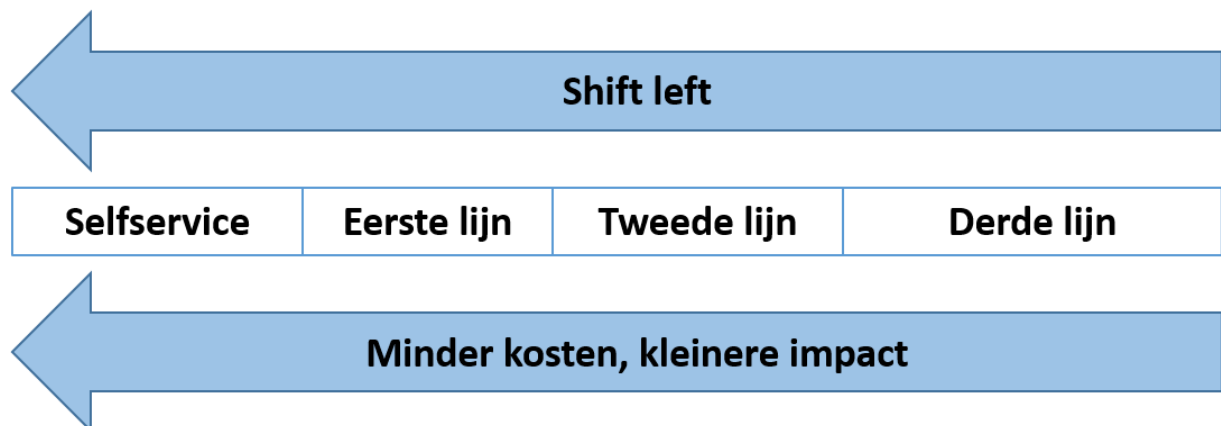 Shift left
Selfservice
Eerste lijn
Tweede lijn
Derde lijn
Minder kosten, kleinere impact